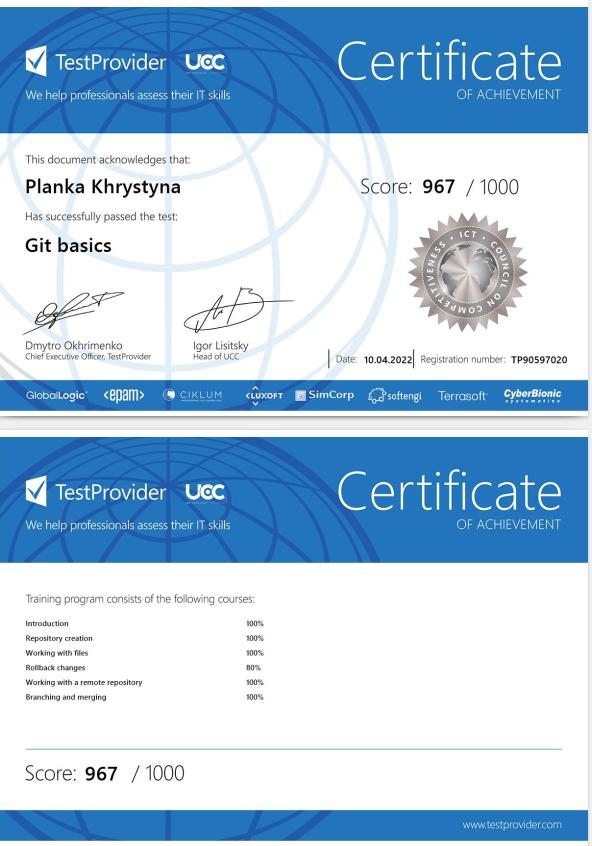 TestProvider UCC
We help professionals assess their IT skills
Certificate
OF ACHIEVEMENT
This document acknowledges that:
Planka Khrystyna
Has successfully passed the test:
Git basics
Score: 967 / 1000
ICT · COUNCIL ON COMPETITIVENESS ·
Dmytro Okhrimenko
Chief Executive Officer, TestProvider
Igor Lisitsky
Head of UCC
Date: 10.04.2022 Registration number: TP90597020
GlobalLogic <epam> CIKLUM <LUXOFT SimCorp softengi Terrasoft CyberBionic
systematics
TestProvider UCC
We help professionals assess their IT skills
Certificate
OF ACHIEVEMENT
Training program consists of the following courses:
Introduction 100%
Repository creation 100%
Working with files 100%
Rollback changes 80%
Working with a remote repository 100%
Branching and merging 100%
Score: 967 / 1000
www.testprovider.com